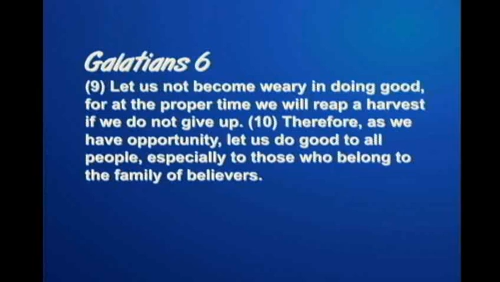 Galatians 6
(9) Let us not become weary in doing good,
for at the proper time we will reap a harvest
if we do not give up. (10) Therefore, as we
have opportunity, let us do good to all
people, especially to those who belong to
the family of believers.